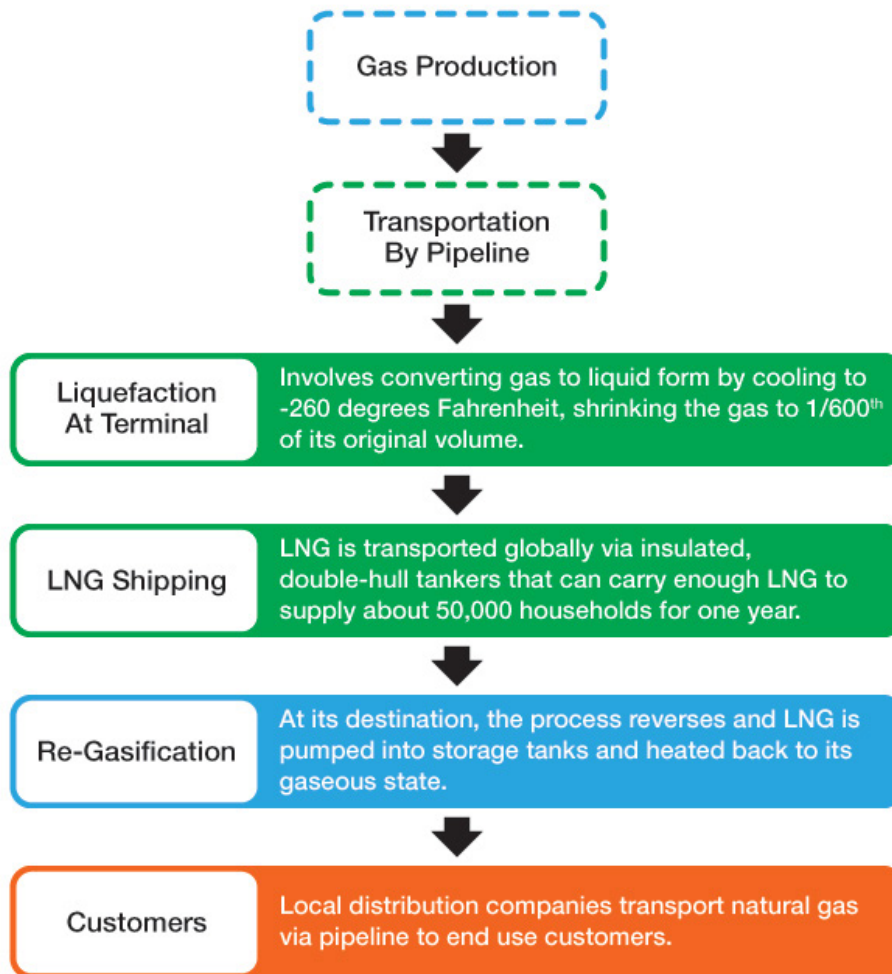 Gas Production
Transportation
By Pipeline
Liquefaction
At Terminal
Involves converting gas to liquid form by cooling to
-260 degrees Fahrenheit, shrinking the gas to 1/600th
of its original volume.
LNG Shipping
LNG is transported globally via insulated,
double-hull tankers that can carry enough LNG to
supply about 50,000 households for one year.
Re-Gasification
At its destination, the process reverses and LNG is
pumped into storage tanks and heated back to its
gaseous state.
Customers
Local distribution companies transport natural gas
via pipeline to end use customers.